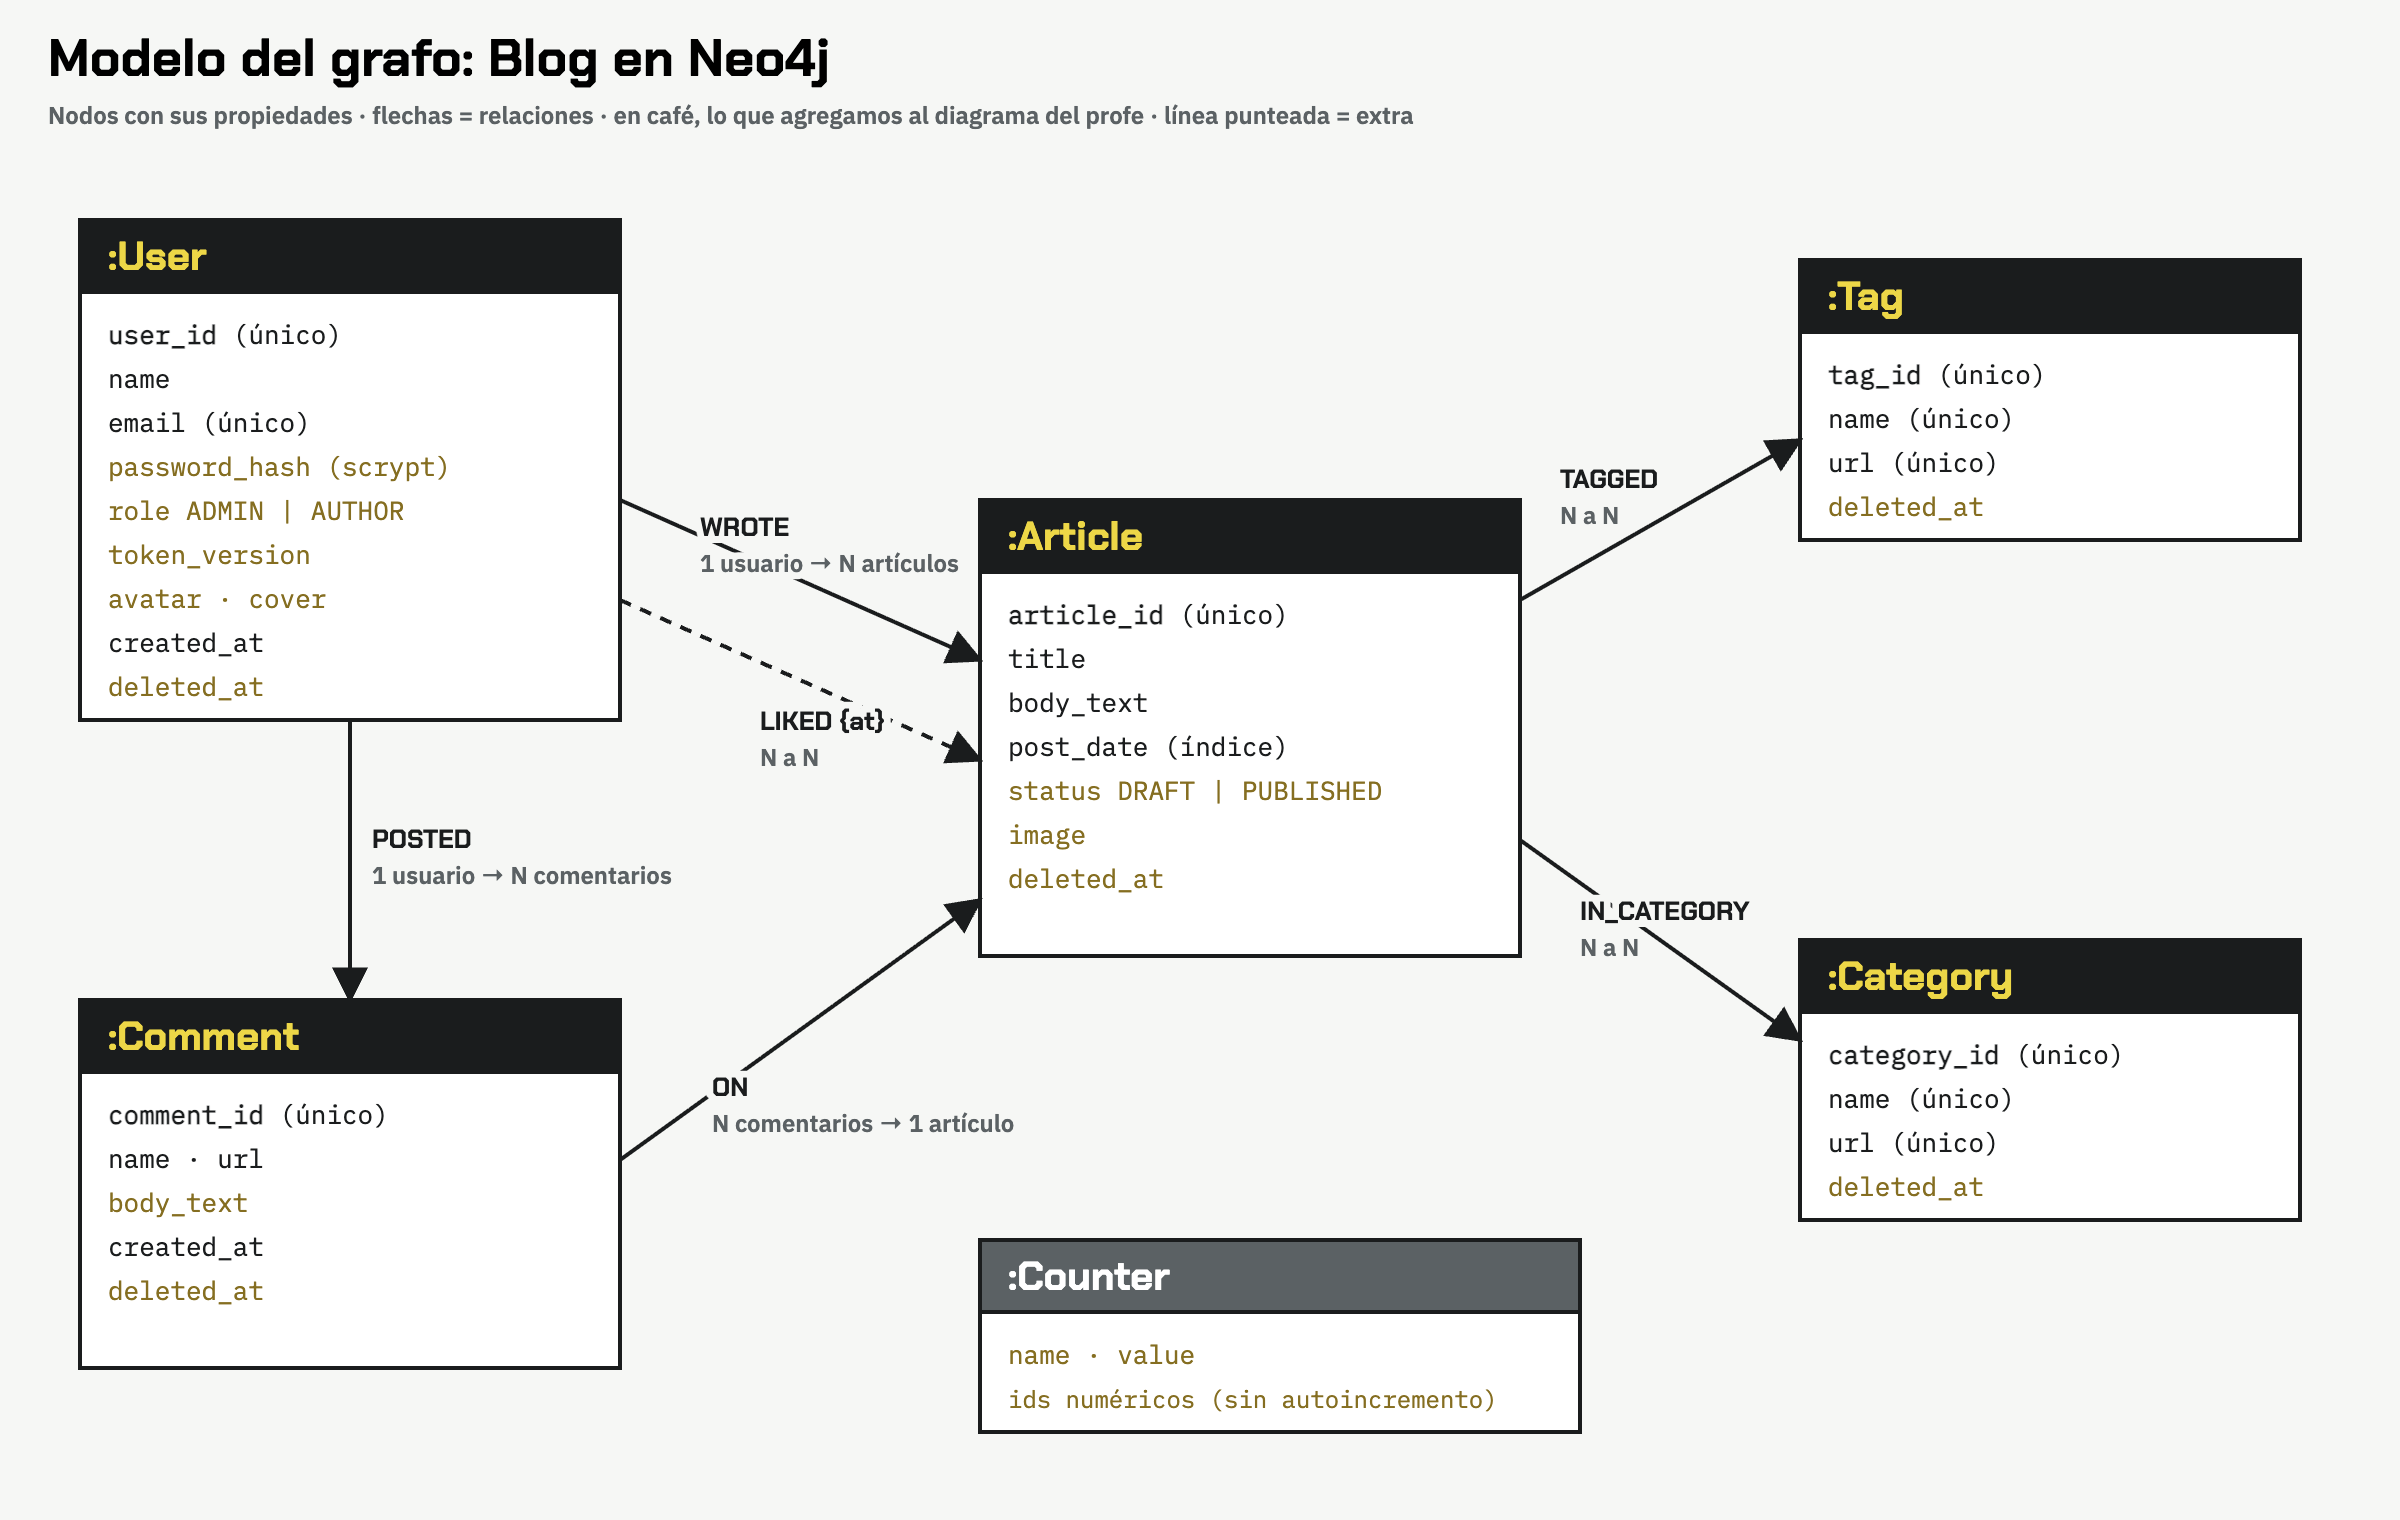 Modelo del grafo: Blog en Neo4j
Nodos con sus propiedades · flechas = relaciones · en café, lo que agregamos al diagrama del profe · línea punteada = extra
:User
user_id (único)
name
email (único)
password_hash (scrypt)
role ADMIN | AUTHOR
token_version
avatar · cover
created_at
deleted_at
WROTE
1 usuario → N artículos
LIKED {at}
N a N
POSTED
1 usuario → N comentarios
:Article
article_id (único)
title
body_text
post_date (índice)
status DRAFT | PUBLISHED
image
deleted_at
TAGGED
N a N
:Tag
tag_id (único)
name (único)
url (único)
deleted_at
IN_CATEGORY
N a N
:Category
category_id (único)
name (único)
url (único)
deleted_at
:Comment
comment_id (único)
name · url
body_text
created_at
deleted_at
ON
N comentarios → 1 artículo
:Counter
name · value
ids numéricos (sin autoincremento)